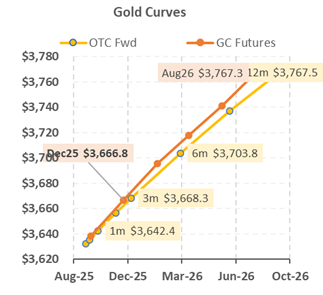 Gold Curves
OTC Fwd GC Futures
$3,780
Aug26 $3,767.3 12m $3,767.5
$3,760
$3,740
$3,720
$3,700
Dec25 $3,666.8
6m $3,703.8
$3,680
3m $3,668.3
$3,660
1m $3,642.4
$3,640
$3,620
Aug-25 Dec-25 Mar-26 Jun-26 Oct-26